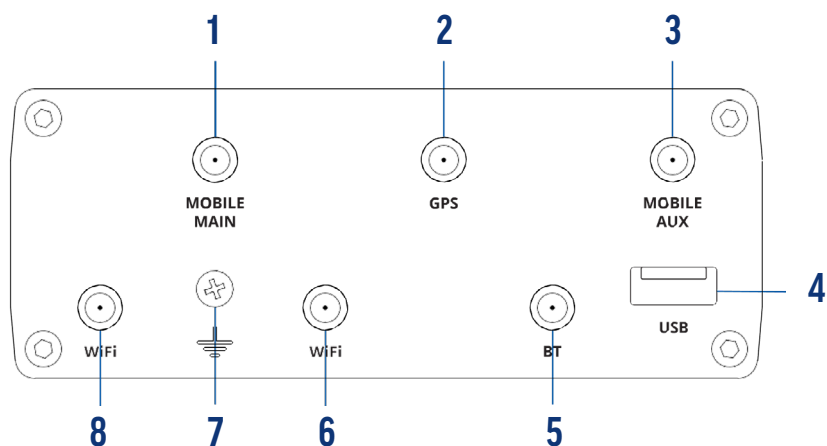 1 2 3
MOBILE MAIN
GPS
MOBILE AUX
4
USB
WiFi
WiFi
BT
8 7 6 5